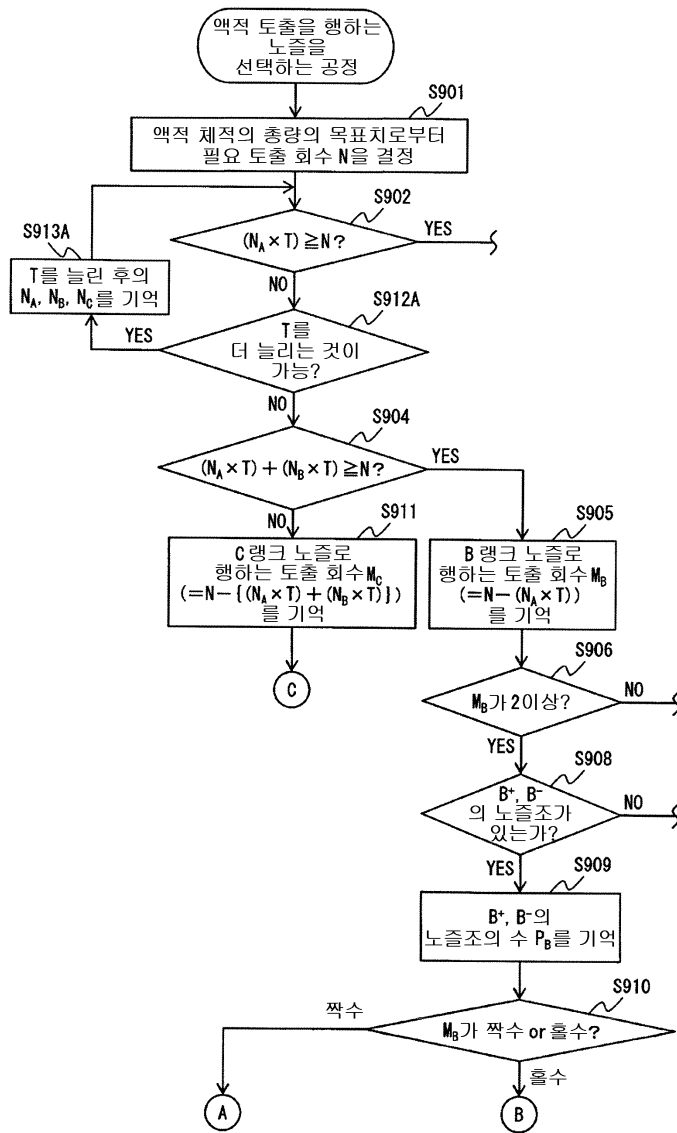 액적 토출을 행하는
노즐을
선택하는 공정
S901
액적 체적의 총량의 목표치로부터
필요 토출 회수 N을 결정
S902
(N_A × T) ≧ N?
YES
NO
S913A
T를 늘린 후의
N_A, N_B, N_C를 기억
S912A
T를
더 늘리는 것이
가능?
YES
NO
S904
(N_A × T) + (N_B × T) ≧ N?
YES
NO
S911
C 랭크 노즐로
행하는 토출 회수 M_C
(=N-{(N_A × T) + (N_B × T)})
를 기억
C
S905
B 랭크 노즐로
행하는 토출 회수 M_B
(=N-(N_A × T))
를 기억
S906
M_B가 2이상?
NO
YES
S908
B⁺, B⁻
의 노즐조가
있는가?
NO
YES
S909
B⁺, B⁻의
노즐조의 수 P_B를 기억
S910
M_B가 짝수 or 홀수?
짝수
홀수
A
B